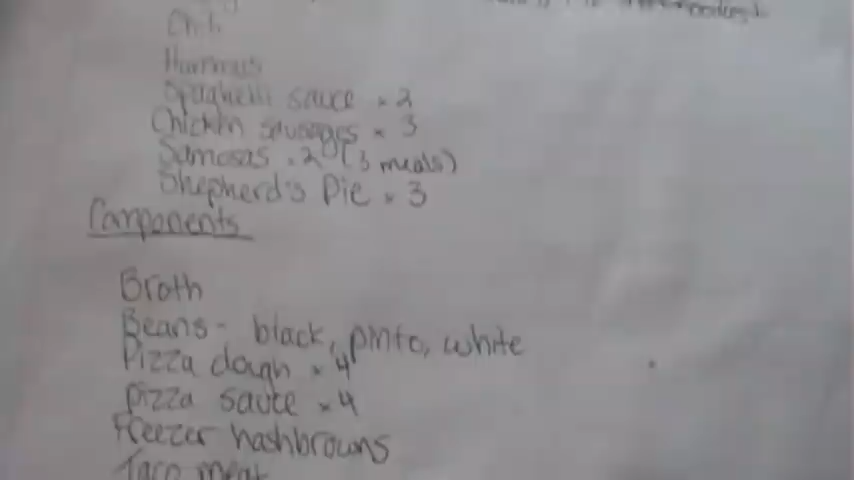 Chili
Hummus
Spaghetti sauce x 2
Chicken sausages x 3
Samosas x 2 (3 meals)
Shepherd's Pie x 3
Components
Broth
Beans - black, pinto, white
Pizza dough x 4
pizza sauce x 4
Freezer hashbrowns
Taco meat